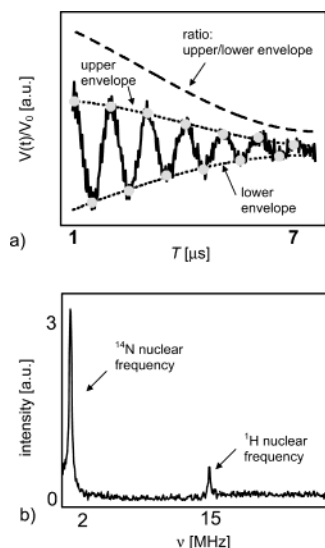 ratio:
upper/lower envelope
upper
envelope
V(t)/V₀ [a.u.]
lower
envelope
1
7
a)
T [µs]
3
¹⁴N nuclear
frequency
intensity [a.u.]
¹H nuclear
frequency
0
2
15
b)
ν [MHz]